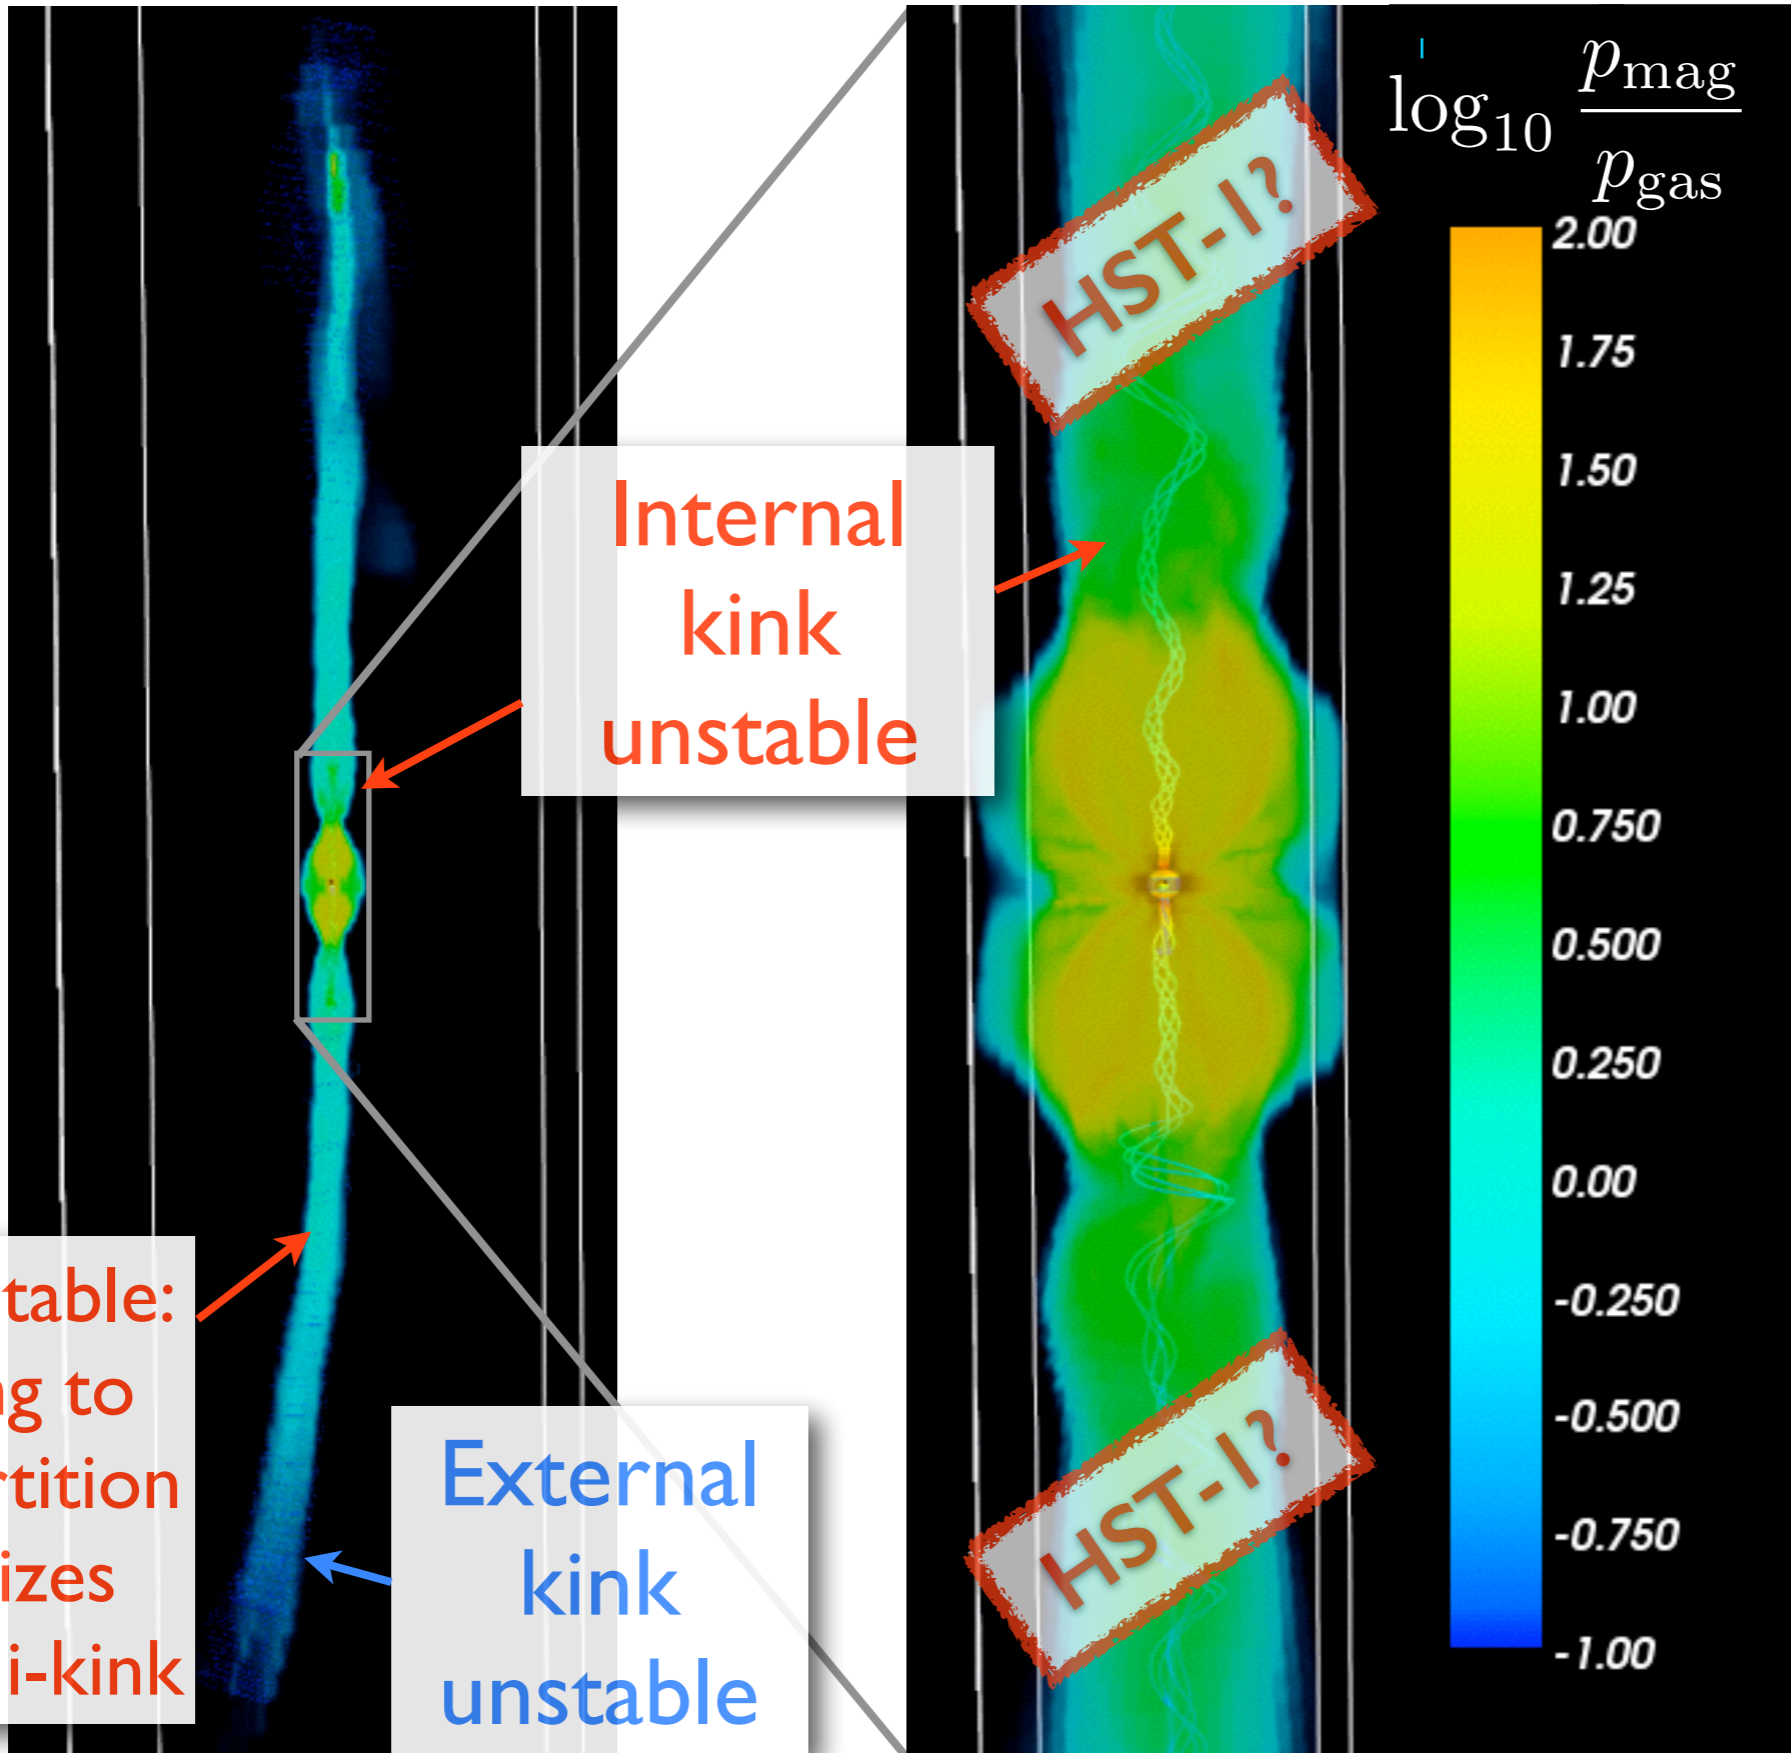 Internal
kink
unstable
table:
g to
rtition
izes
i-kink
External
kink
unstable
HST-1?
HST-1?
log₁₀ p_mag / p_gas
2.00
1.75
1.50
1.25
1.00
0.750
0.500
0.250
0.00
-0.250
-0.500
-0.750
-1.00